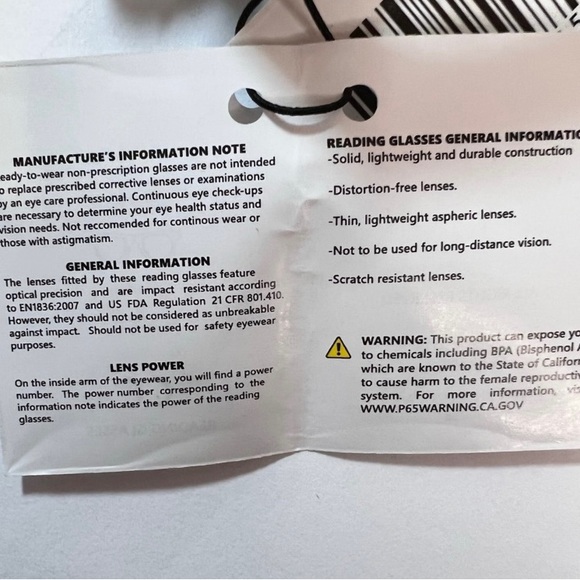 MANUFACTURE'S INFORMATION NOTE
eady-to-wear non-prescription glasses are not intended
o replace prescribed corrective lenses or examinations
by an eye care professional. Continuous eye check-ups
are necessary to determine your eye health status and
vision needs. Not reccomended for continous wear or
those with astigmatism.
GENERAL INFORMATION
The lenses fitted by these reading glasses feature
optical precision and are impact resistant according
to EN1836:2007 and US FDA Regulation 21 CFR 801.410.
However, they should not be considered as unbreakable
against impact. Should not be used for safety eyewear
purposes.
LENS POWER
On the inside arm of the eyewear, you will find a power
number. The power number corresponding to the
information note indicates the power of the reading
glasses.
READING GLASSES GENERAL INFORMATIO
-Solid, lightweight and durable construction
-Distortion-free lenses.
-Thin, lightweight aspheric lenses.
-Not to be used for long-distance vision.
-Scratch resistant lenses.
WARNING: This product can expose yo
to chemicals including BPA (Bisphenol A
which are known to the State of Californ
to cause harm to the female reproductiv
system. For more information, vis
WWW.P65WARNING.CA.GOV